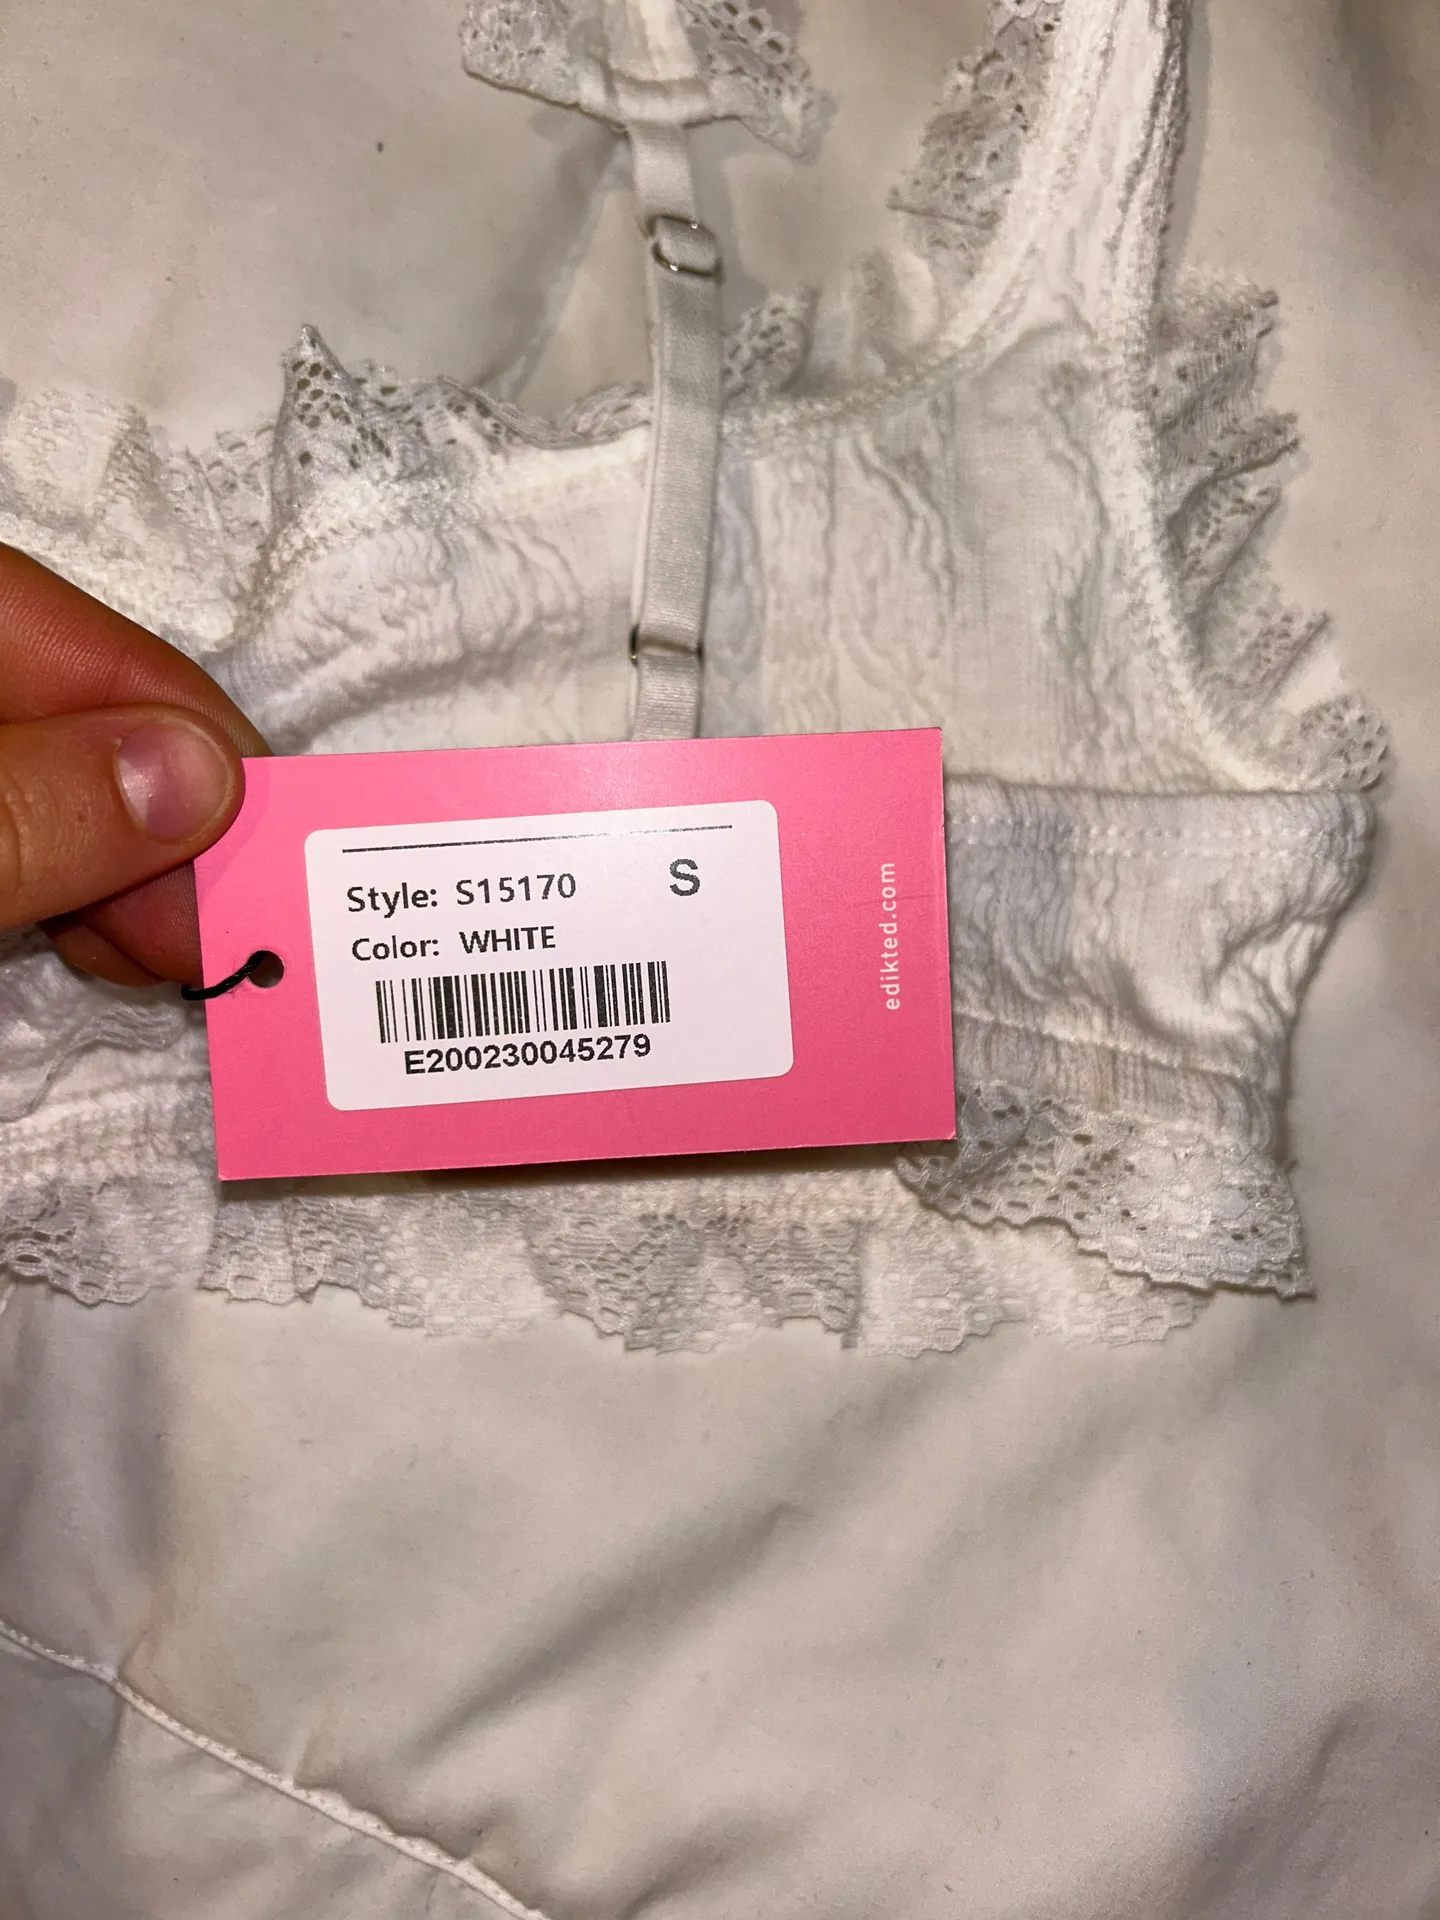 Style: S15170 S
Color: WHITE
E200230045279
edikted.com